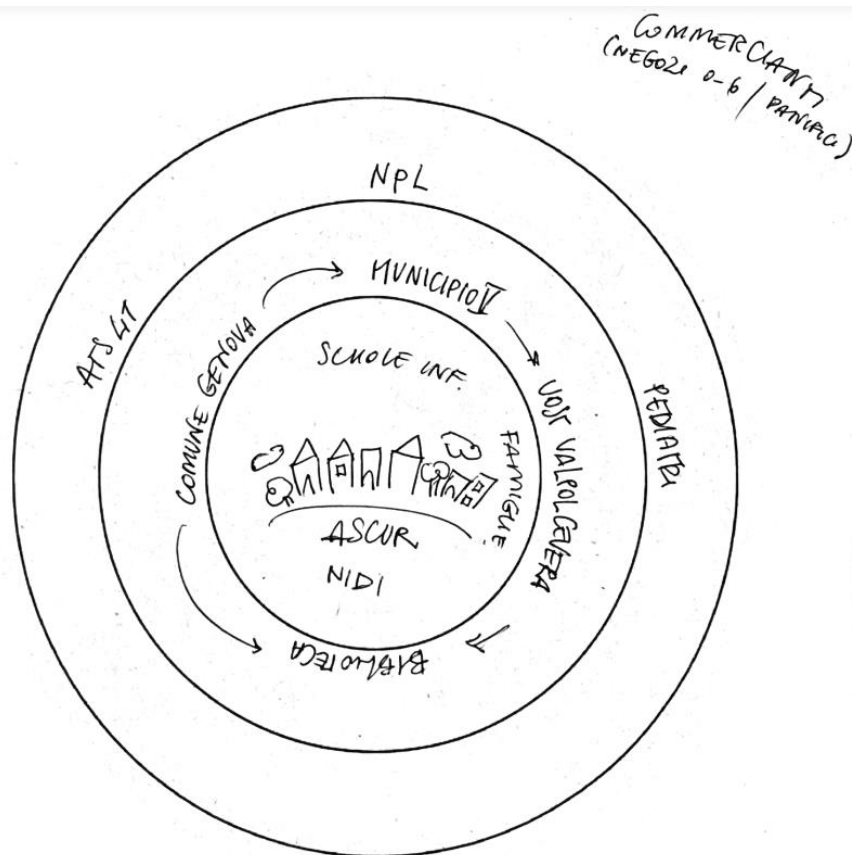 COMMERCIANTI
(NEGOZI 0-6 / PANIFICI)
NPL
MUNICIPIO V
ATS 41
COMUNE GENOVA
SCUOLE INF.
PEDIATRI
VALPOLCEVERA
FAMIGLIE
ASCUR
NIDI
BIBLIOTECA